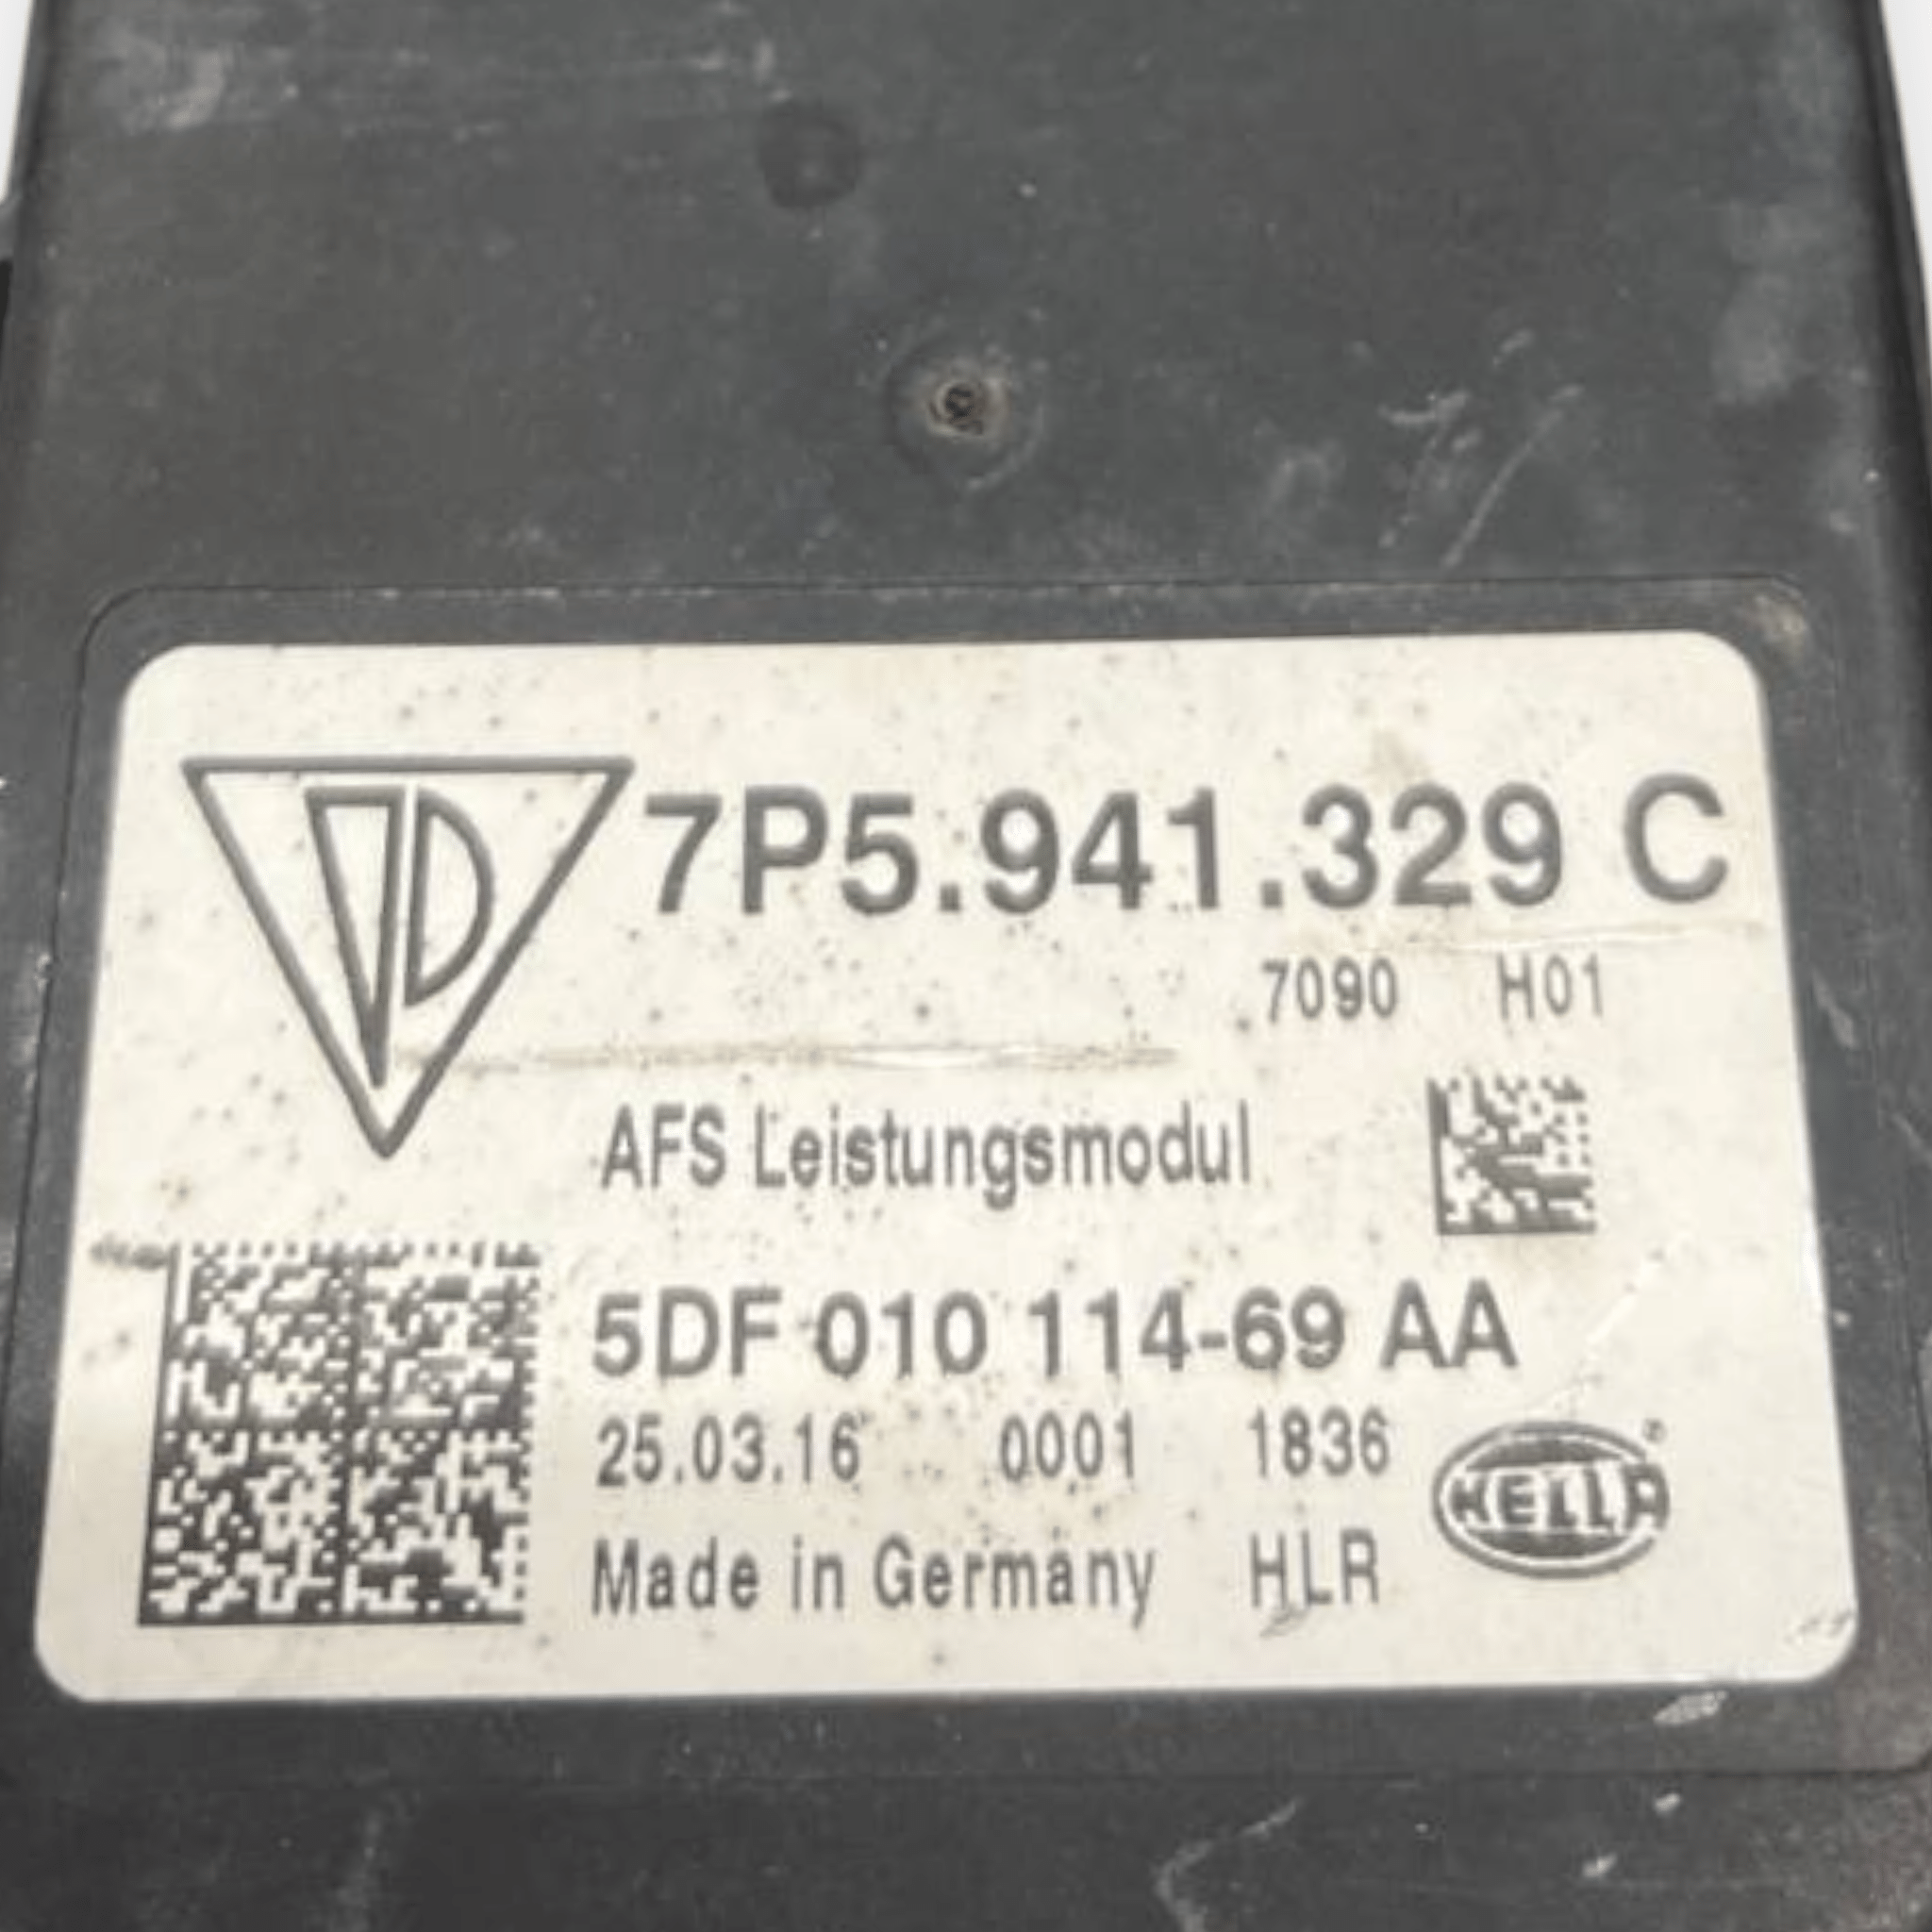 7P5.941.329 C
7090 H01
AFS Leistungsmodul
5DF 010 114-69 AA
25.03.16 0001 1836
HELLA
Made in Germany HLR